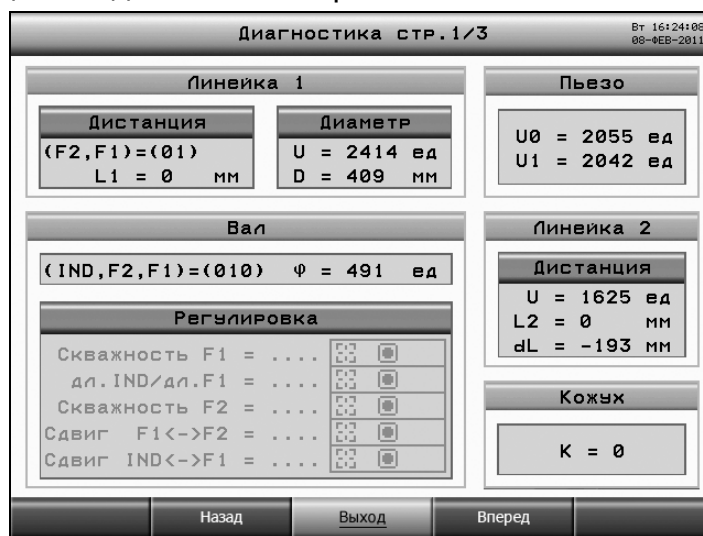 Диагностика стр.1/3
Вт 16:24:08
08-ФЕВ-2011
Линейка 1
Дистанция
(F2,F1)=(01)
L1 = 0 мм
Диаметр
U = 2414 ед
D = 409 мм
Пьезо
U0 = 2055 ед
U1 = 2042 ед
Вал
(IND,F2,F1)=(010) φ = 491 ед
Регулировка
Скважность F1 = ....
дл.IND/дл.F1 = ....
Скважность F2 = ....
Сдвиг F1<->F2 = ....
Сдвиг IND<->F1 = ....
Линейка 2
Дистанция
U = 1625 ед
L2 = 0 мм
dL = -193 мм
Кожух
K = 0
Назад
Выход
Вперед